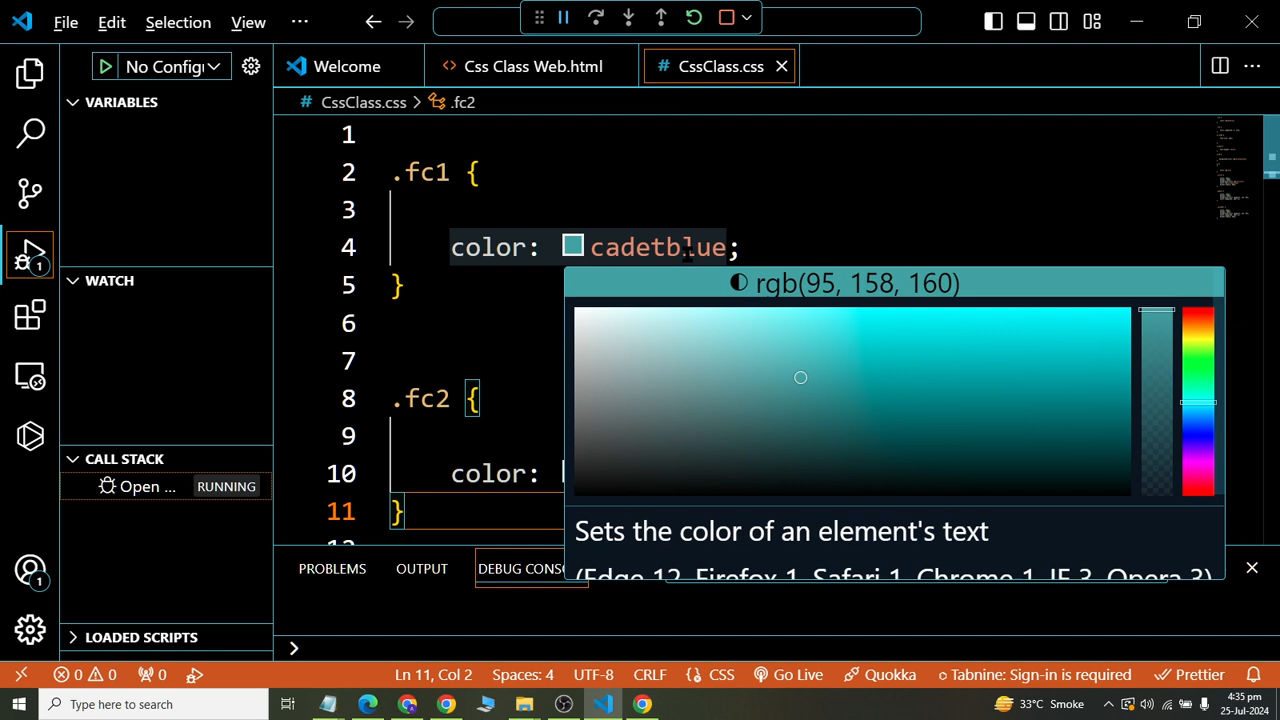 File Edit Selection View ···
No Configu
Welcome
Css Class Web.html
CssClass.css
CssClass.css > .fc2
VARIABLES
WATCH
CALL STACK
Open ... RUNNING
LOADED SCRIPTS
1
2 .fc1 {
3
4 color: cadetblue;
5 }
6
7
8 .fc2 {
9
10 color:
11 }
rgb(95, 158, 160)
Sets the color of an element's text
(Edge 12, Firefox 1, Safari 1, Chrome 1, IE 3, Opera 3)
PROBLEMS OUTPUT DEBUG CONSO
1
1
0 0 0 Ln 11, Col 2 Spaces: 4 UTF-8 CRLF {} CSS Go Live Quokka Tabnine: Sign-in is required Prettier
Type here to search
33°C Smoke
4:35 pm
25-Jul-2024